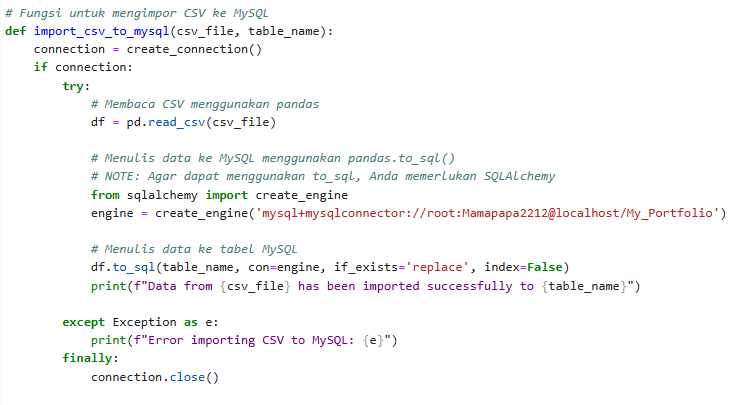 # Fungsi untuk mengimpor CSV ke MySQL
def import_csv_to_mysql(csv_file, table_name):
    connection = create_connection()
    if connection:
        try:
            # Membaca CSV menggunakan pandas
            df = pd.read_csv(csv_file)

            # Menulis data ke MySQL menggunakan pandas.to_sql()
            # NOTE: Agar dapat menggunakan to_sql, Anda memerlukan SQLAlchemy
            from sqlalchemy import create_engine
            engine = create_engine('mysql+mysqlconnector://root:Mamapapa2212@localhost/My_Portfolio')

            # Menulis data ke tabel MySQL
            df.to_sql(table_name, con=engine, if_exists='replace', index=False)
            print(f"Data from {csv_file} has been imported successfully to {table_name}")

        except Exception as e:
            print(f"Error importing CSV to MySQL: {e}")
        finally:
            connection.close()